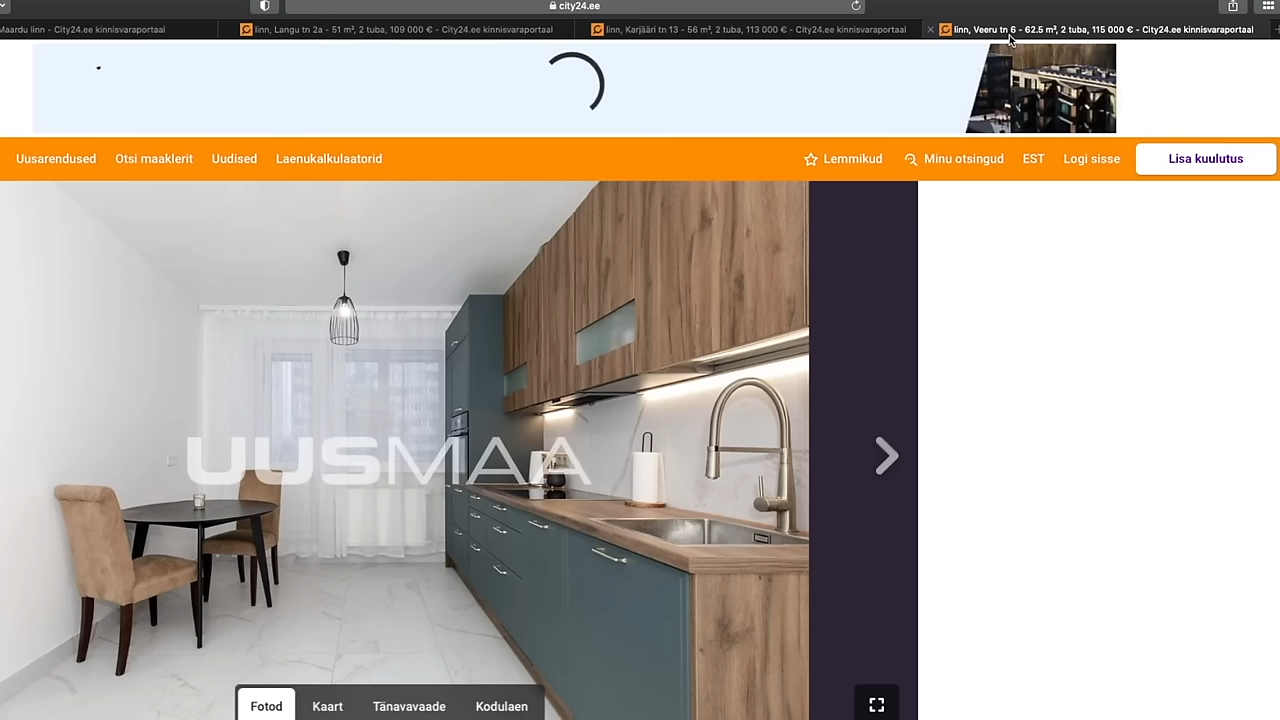 city24.ee
Maardu linn - City24.ee kinnisvaraportaal
linn, Langu tn 2a - 51 m², 2 tuba, 109 000 € - City24.ee kinnisvaraportaal
linn, Karjääri tn 13 - 56 m², 2 tuba, 113 000 € - City24.ee kinnisvaraportaal
linn, Veeru tn 6 - 62.5 m², 2 tuba, 115 000 € - City24.ee kinnisvaraportaal
Uusarendused Otsi maaklerit Uudised Laenukalkulaatorid Lemmikud Minu otsingud EST Logi sisse Lisa kuulutus
UUSMAA
Fotod Kaart Tänavavaade Kodulaen